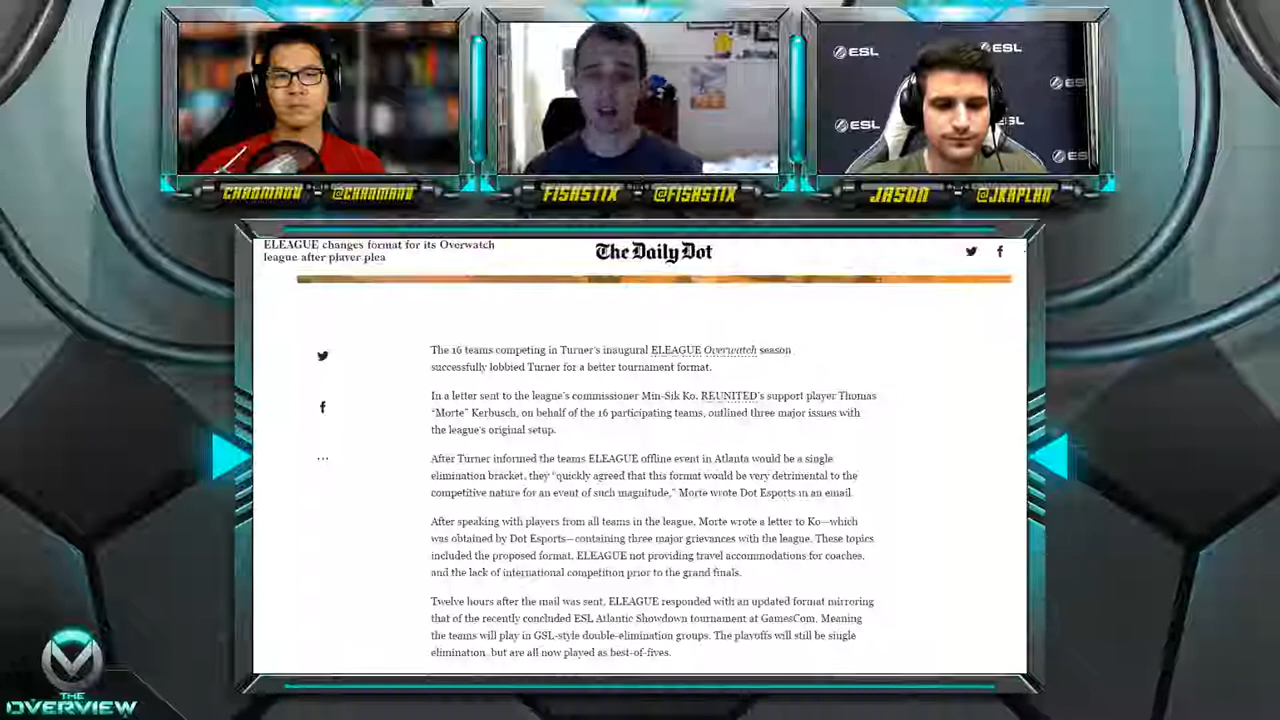 ESL
ESL
ESL
ESL
ESL
CHANMANV @CHANMANV
FISHSTIX @FISHSTIX
JASON @JKAPLAN
ELEAGUE changes format for its Overwatch
league after player plea
The Daily Dot
The 16 teams competing in Turner's inaugural ELEAGUE Overwatch season
successfully lobbied Turner for a better tournament format.
In a letter sent to the league's commissioner Min-Sik Ko, REUNITED's support player Thomas
"Morte" Kerbusch, on behalf of the 16 participating teams, outlined three major issues with
the league's original setup.
After Turner informed the teams ELEAGUE offline event in Atlanta would be a single
elimination bracket, they "quickly agreed that this format would be very detrimental to the
competitive nature for an event of such magnitude," Morte wrote Dot Esports in an email.
After speaking with players from all teams in the league, Morte wrote a letter to Ko—which
was obtained by Dot Esports—containing three major grievances with the league. These topics
included the proposed format, ELEAGUE not providing travel accommodations for coaches,
and the lack of international competition prior to the grand finals.
Twelve hours after the mail was sent, ELEAGUE responded with an updated format mirroring
that of the recently concluded ESL Atlantic Showdown tournament at GamesCom. Meaning
the teams will play in GSL-style double-elimination groups. The playoffs will still be single
elimination, but are all now played as best-of-fives.
THE
OVERVIEW